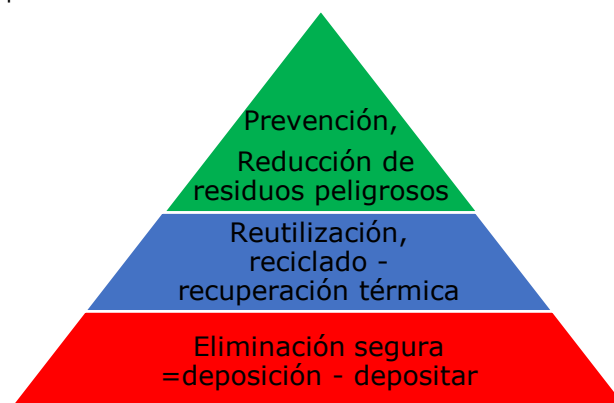 Prevención,
Reducción de
residuos peligrosos
Reutilización,
reciclado -
recuperación térmica
Eliminación segura
=deposición - depositar